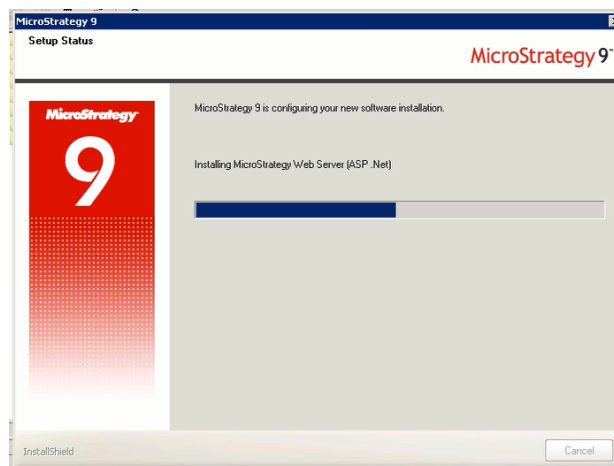 MicroStrategy 9
Setup Status
MicroStrategy 9™
MicroStrategy
9
MicroStrategy 9 is configuring your new software installation.
Installing MicroStrategy Web Server (ASP .Net)
InstallShield
Cancel